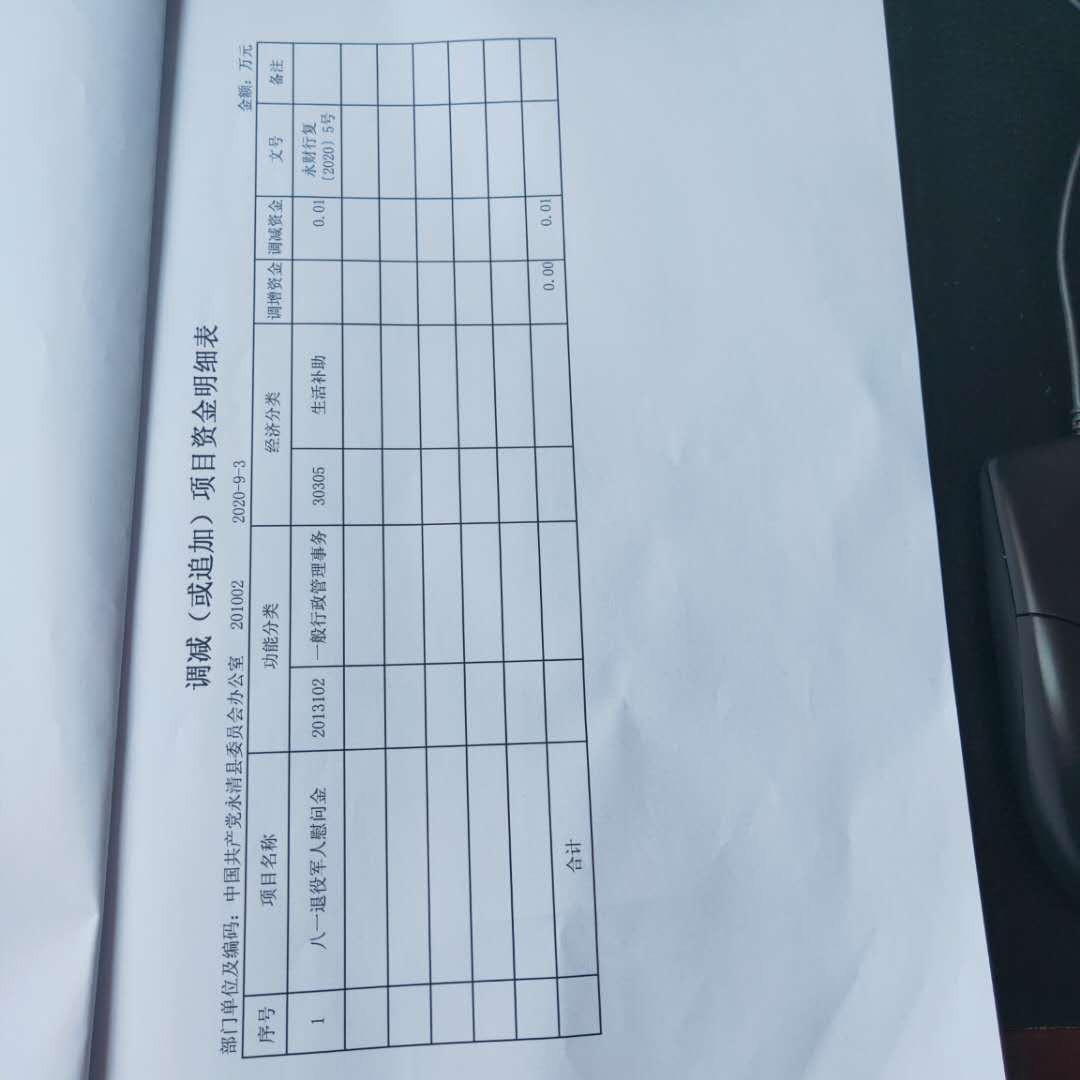 调减（或追加）项目资金明细表
部门单位及编码：中国共产党永清县委员会办公室 201002 2020-9-3 金额：万元
序号 项目名称 功能分类 经济分类 调增资金 调减资金 文号 备注
1 八一退役军人慰问金 2013102 一般行政管理事务 30305 生活补助 0.01 永财行复
〔2020〕5号
合计 0.00 0.01